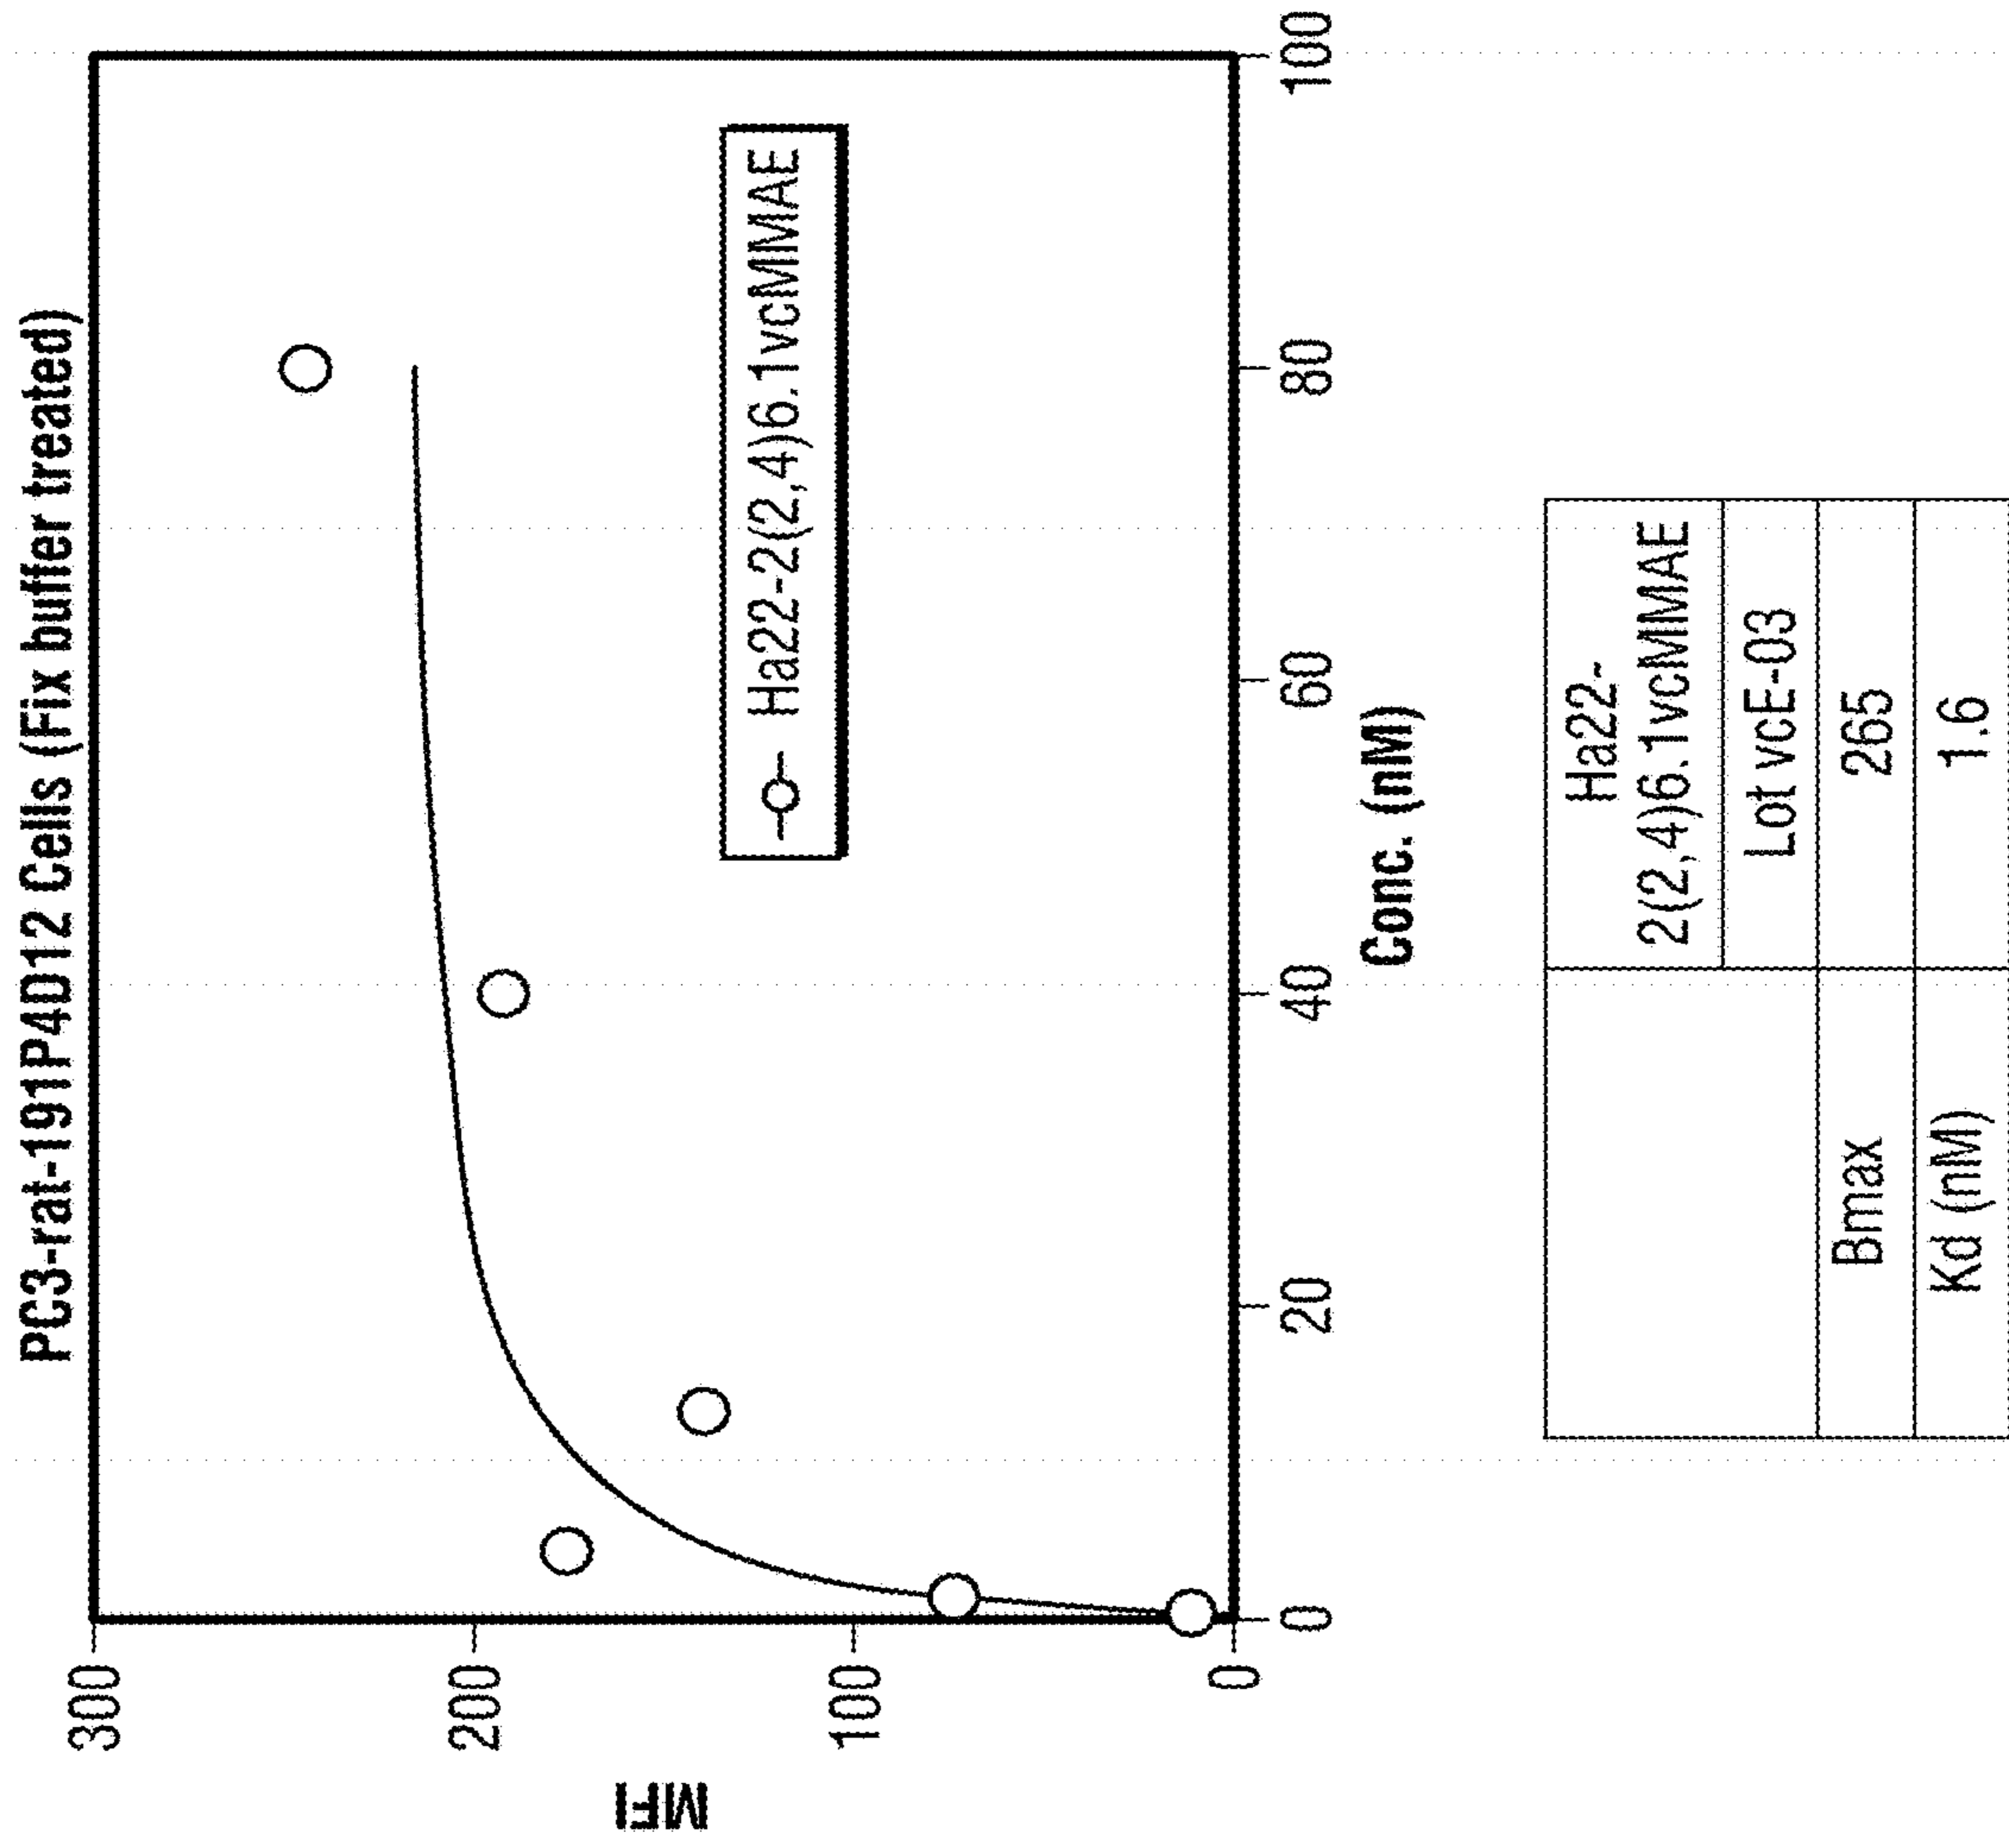 PC3-rat-191P4D12 Cells (Fix buffer treated)
300
200
100
0
MFI
Ha22-2(2,4)6.1vcMMAE
0
20
40
60
80
100
Conc. (nM)
Ha22-
2(2,4)6.1vcMMAE
Lot vcE-03
Bmax 265
Kd (nM) 1.6